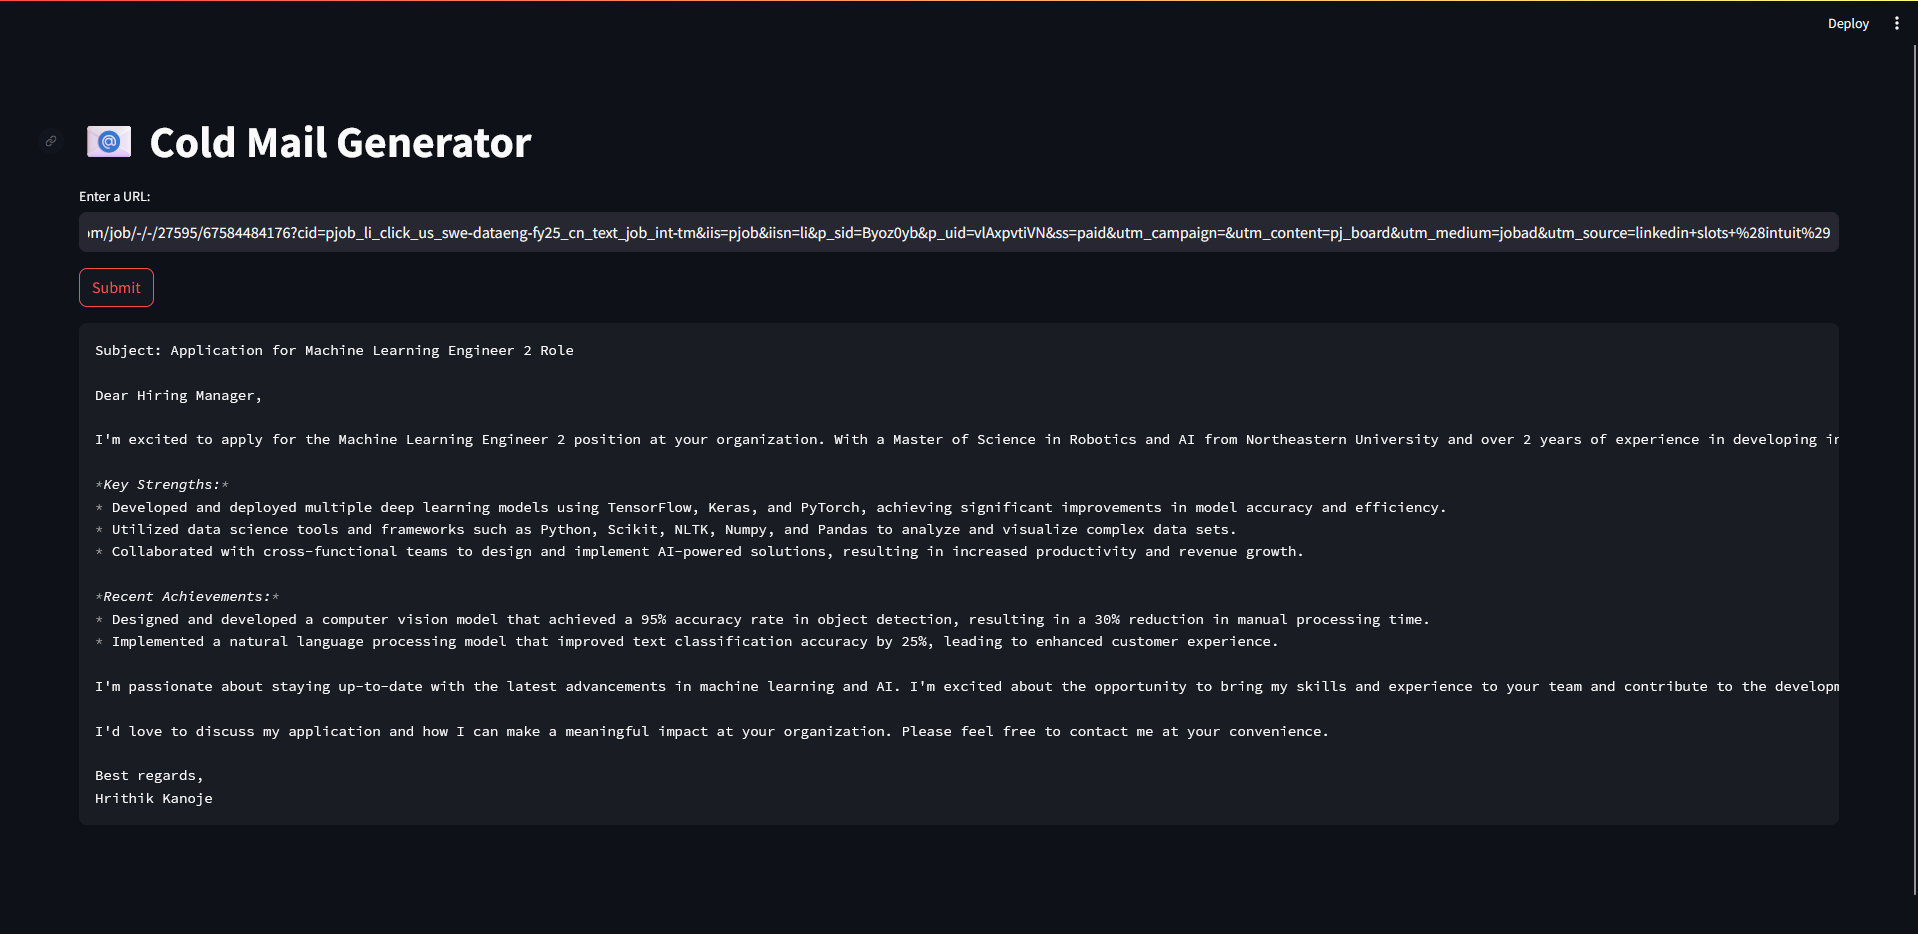 Deploy
Cold Mail Generator
Enter a URL:
om/job/-/-/27595/67584484176?cid=pjob_li_click_us_swe-dataeng-fy25_cn_text_job_int-tm&iis=pjob&iisn=li&p_sid=Byoz0yb&p_uid=vlAxpvtiVN&ss=paid&utm_campaign=&utm_content=pj_board&utm_medium=jobad&utm_source=linkedin+slots+%28intuit%29
Submit
Subject: Application for Machine Learning Engineer 2 Role
Dear Hiring Manager,
I'm excited to apply for the Machine Learning Engineer 2 position at your organization. With a Master of Science in Robotics and AI from Northeastern University and over 2 years of experience in developing
*Key Strengths:*
* Developed and deployed multiple deep learning models using TensorFlow, Keras, and PyTorch, achieving significant improvements in model accuracy and efficiency.
* Utilized data science tools and frameworks such as Python, Scikit, NLTK, Numpy, and Pandas to analyze and visualize complex data sets.
* Collaborated with cross-functional teams to design and implement AI-powered solutions, resulting in increased productivity and revenue growth.
*Recent Achievements:*
* Designed and developed a computer vision model that achieved a 95% accuracy rate in object detection, resulting in a 30% reduction in manual processing time.
* Implemented a natural language processing model that improved text classification accuracy by 25%, leading to enhanced customer experience.
I'm passionate about staying up-to-date with the latest advancements in machine learning and AI. I'm excited about the opportunity to bring my skills and experience to your team and contribute to the developm
I'd love to discuss my application and how I can make a meaningful impact at your organization. Please feel free to contact me at your convenience.
Best regards,
Hrithik Kanoje